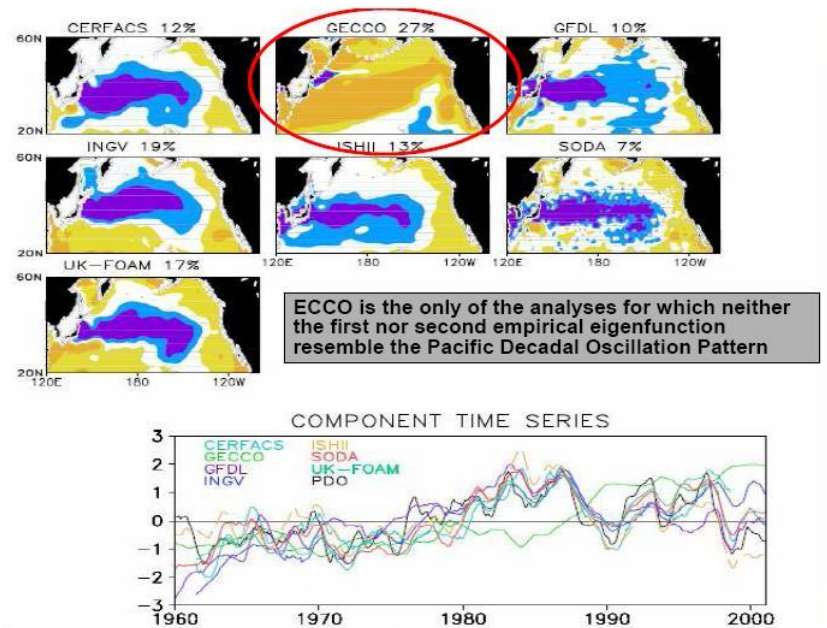 CERFACS 12%
GECCO 27%
GFDL 10%
60N
20N
INGV 19%
ISHII 13%
SODA 7%
60N
20N
120E 180 120W 120E 180 120W
UK-FOAM 17%
60N
20N
120E 180 120W
ECCO is the only of the analyses for which neither
the first nor second empirical eigenfunction
resemble the Pacific Decadal Oscillation Pattern
COMPONENT TIME SERIES
CERFACS ISHII
GECCO SODA
GFDL UK-FOAM
INGV PDO
3
2
1
0
-1
-2
-3
1960 1970 1980 1990 2000